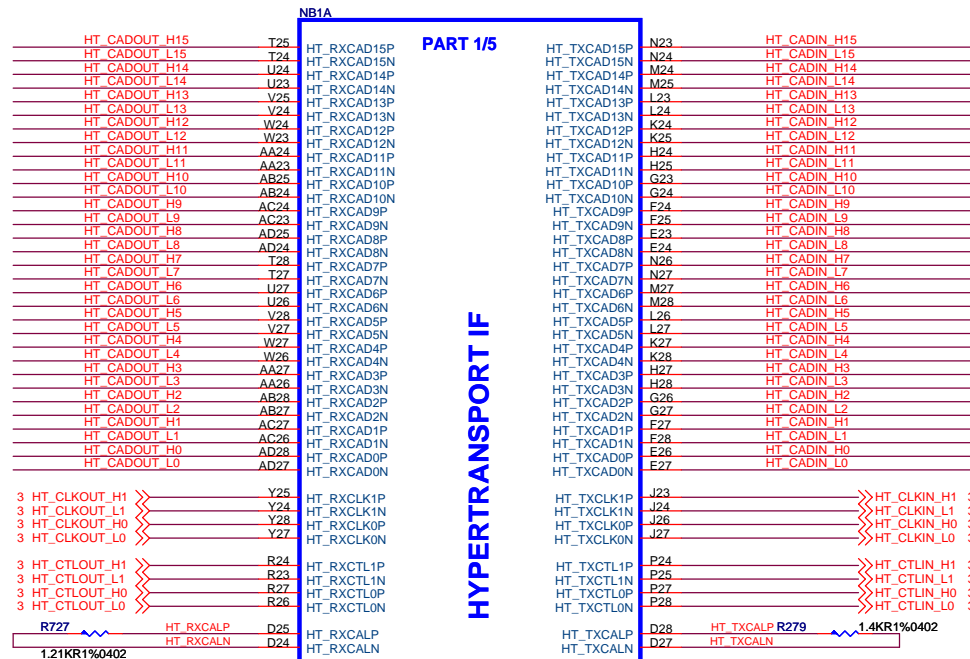 NB1A
PART 1/5
HT_CADOUT_H15 T25 HT_RXCAD15P HT_TXCAD15P N23 HT_CADIN_H15
HT_CADOUT_L15 T24 HT_RXCAD15N HT_TXCAD15N N24 HT_CADIN_L15
HT_CADOUT_H14 U24 HT_RXCAD14P HT_TXCAD14P M24 HT_CADIN_H14
HT_CADOUT_L14 U23 HT_RXCAD14N HT_TXCAD14N M25 HT_CADIN_L14
HT_CADOUT_H13 V25 HT_RXCAD13P HT_TXCAD13P L23 HT_CADIN_H13
HT_CADOUT_L13 V24 HT_RXCAD13N HT_TXCAD13N L24 HT_CADIN_L13
HT_CADOUT_H12 W24 HT_RXCAD12P HT_TXCAD12P K24 HT_CADIN_H12
HT_CADOUT_L12 W23 HT_RXCAD12N HT_TXCAD12N K25 HT_CADIN_L12
HT_CADOUT_H11 AA24 HT_RXCAD11P HT_TXCAD11P H24 HT_CADIN_H11
HT_CADOUT_L11 AA23 HT_RXCAD11N HT_TXCAD11N H25 HT_CADIN_L11
HT_CADOUT_H10 AB25 HT_RXCAD10P HT_TXCAD10P G23 HT_CADIN_H10
HT_CADOUT_L10 AB24 HT_RXCAD10N HT_TXCAD10N G24 HT_CADIN_L10
HT_CADOUT_H9 AC24 HT_RXCAD9P HT_TXCAD9P F24 HT_CADIN_H9
HT_CADOUT_L9 AC23 HT_RXCAD9N HT_TXCAD9N F25 HT_CADIN_L9
HT_CADOUT_H8 AD25 HT_RXCAD8P HT_TXCAD8P E23 HT_CADIN_H8
HT_CADOUT_L8 AD24 HT_RXCAD8N HT_TXCAD8N E24 HT_CADIN_L8
HT_CADOUT_H7 T28 HT_RXCAD7P HT_TXCAD7P N26 HT_CADIN_H7
HT_CADOUT_L7 T27 HT_RXCAD7N HT_TXCAD7N N27 HT_CADIN_L7
HT_CADOUT_H6 U27 HT_RXCAD6P HT_TXCAD6P M27 HT_CADIN_H6
HT_CADOUT_L6 U26 HT_RXCAD6N HT_TXCAD6N M28 HT_CADIN_L6
HT_CADOUT_H5 V28 HT_RXCAD5P HT_TXCAD5P L26 HT_CADIN_H5
HT_CADOUT_L5 V27 HT_RXCAD5N HT_TXCAD5N L27 HT_CADIN_L5
HT_CADOUT_H4 W27 HT_RXCAD4P HT_TXCAD4P K27 HT_CADIN_H4
HT_CADOUT_L4 W26 HT_RXCAD4N HT_TXCAD4N K28 HT_CADIN_L4
HT_CADOUT_H3 AA27 HT_RXCAD3P HT_TXCAD3P H27 HT_CADIN_H3
HT_CADOUT_L3 AA26 HT_RXCAD3N HT_TXCAD3N H28 HT_CADIN_L3
HT_CADOUT_H2 AB28 HT_RXCAD2P HT_TXCAD2P G26 HT_CADIN_H2
HT_CADOUT_L2 AB27 HT_RXCAD2N HT_TXCAD2N G27 HT_CADIN_L2
HT_CADOUT_H1 AC27 HT_RXCAD1P HT_TXCAD1P F27 HT_CADIN_H1
HT_CADOUT_L1 AC26 HT_RXCAD1N HT_TXCAD1N F28 HT_CADIN_L1
HT_CADOUT_H0 AD28 HT_RXCAD0P HT_TXCAD0P E26 HT_CADIN_H0
HT_CADOUT_L0 AD27 HT_RXCAD0N HT_TXCAD0N E27 HT_CADIN_L0
HYPERTRANSPORT IF
3 HT_CLKOUT_H1 Y25 HT_RXCLK1P HT_TXCLK1P J23 HT_CLKIN_H1
3 HT_CLKOUT_L1 Y24 HT_RXCLK1N HT_TXCLK1N J24 HT_CLKIN_L1
3 HT_CLKOUT_H0 Y28 HT_RXCLK0P HT_TXCLK0P J26 HT_CLKIN_H0
3 HT_CLKOUT_L0 Y27 HT_RXCLK0N HT_TXCLK0N J27 HT_CLKIN_L0
3 HT_CTLOUT_H1 R24 HT_RXCTL1P HT_TXCTL1P P24 HT_CTLIN_H1
3 HT_CTLOUT_L1 R23 HT_RXCTL1N HT_TXCTL1N P25 HT_CTLIN_L1
3 HT_CTLOUT_H0 R27 HT_RXCTL0P HT_TXCTL0P P27 HT_CTLIN_H0
3 HT_CTLOUT_L0 R26 HT_RXCTL0N HT_TXCTL0N P28 HT_CTLIN_L0
R727 HT_RXCALP D25 HT_RXCALP HT_TXCALP D28 HT_TXCALP R279 1.4KR1%0402
1.21KR1%0402 HT_RXCALN D24 HT_RXCALN HT_TXCALN D27 HT_TXCALN